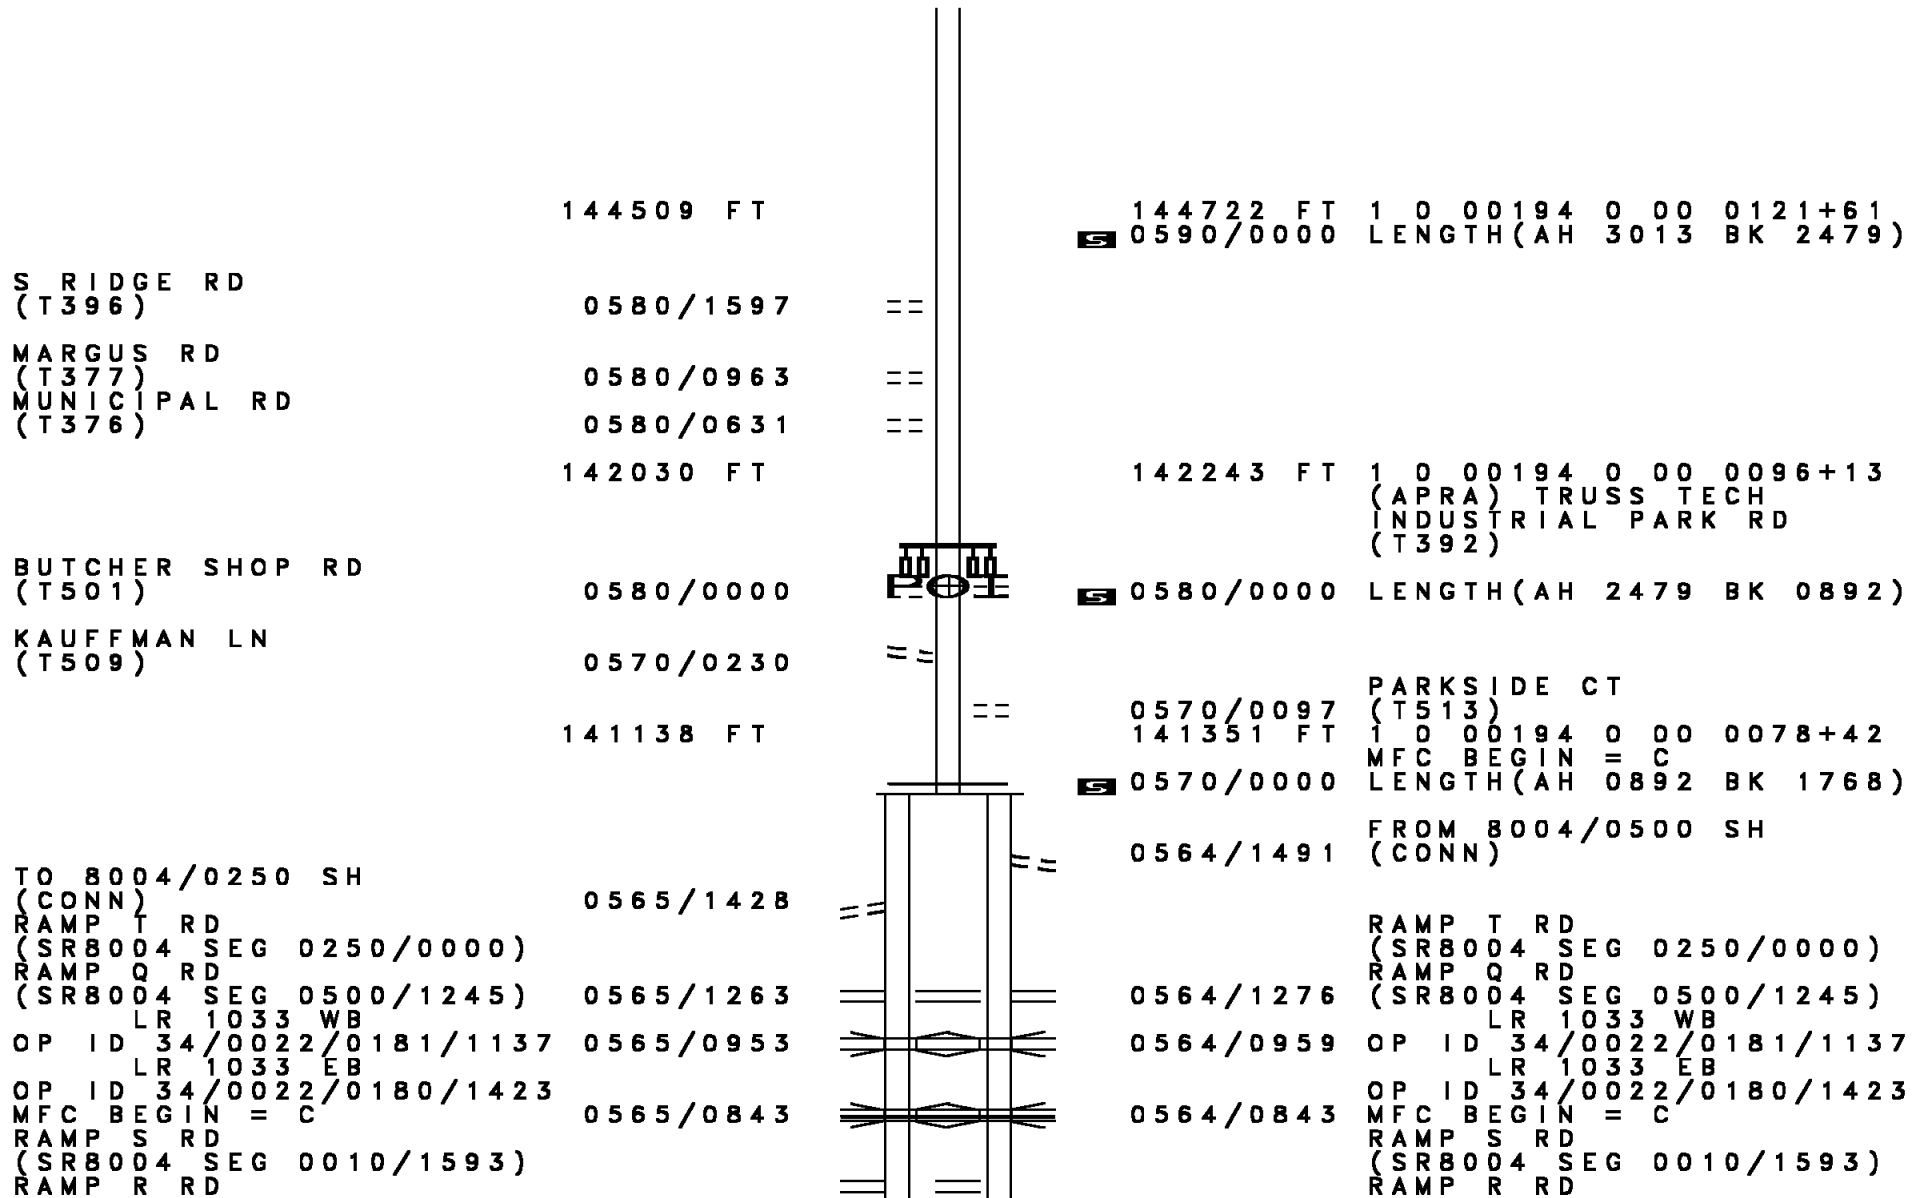 144509 FT 144722 FT 1 0 00194 0 00 0121+61
S 0590/0000 LENGTH(AH 3013 BK 2479)
S RIDGE RD
(T396) 0580/1597
MARGUS RD
(T377) 0580/0963
MUNICIPAL RD
(T376) 0580/0631
142030 FT 142243 FT 1 0 00194 0 00 0096+13
(APRA) TRUSS TECH
INDUSTRIAL PARK RD
(T392)
BUTCHER SHOP RD
(T501) 0580/0000 S 0580/0000 LENGTH(AH 2479 BK 0892)
KAUFFMAN LN
(T509) 0570/0230
PARKSIDE CT
0570/0097 (T513)
141138 FT 141351 FT 1 0 00194 0 00 0078+42
MFC BEGIN = C
S 0570/0000 LENGTH(AH 0892 BK 1768)
FROM 8004/0500 SH
0564/1491 (CONN)
TO 8004/0250 SH
(CONN) 0565/1428
RAMP T RD RAMP T RD
(SR8004 SEG 0250/0000) (SR8004 SEG 0250/0000)
RAMP Q RD RAMP Q RD
(SR8004 SEG 0500/1245) 0565/1263 0564/1276 (SR8004 SEG 0500/1245)
LR 1033 WB LR 1033 WB
OP ID 34/0022/0181/1137 0565/0953 0564/0959 OP ID 34/0022/0181/1137
LR 1033 EB LR 1033 EB
OP ID 34/0022/0180/1423 OP ID 34/0022/0180/1423
MFC BEGIN = C 0565/0843 0564/0843 MFC BEGIN = C
RAMP S RD RAMP S RD
(SR8004 SEG 0010/1593) (SR8004 SEG 0010/1593)
RAMP R RD RAMP R RD